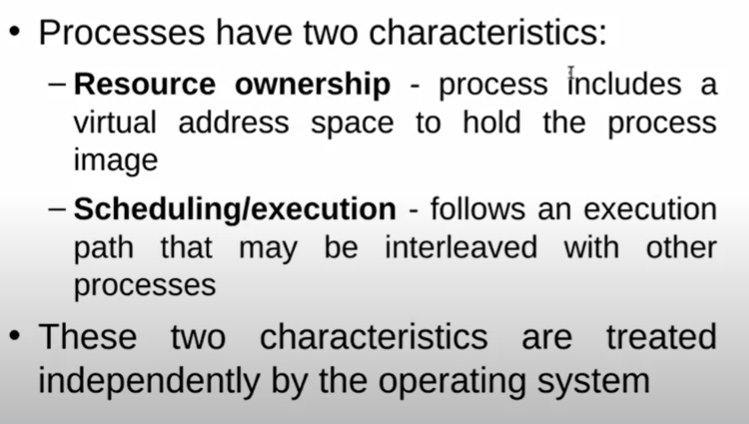 • Processes have two characteristics:
– Resource ownership - process includes a
virtual address space to hold the process
image
– Scheduling/execution - follows an execution
path that may be interleaved with other
processes
• These two characteristics are treated
independently by the operating system